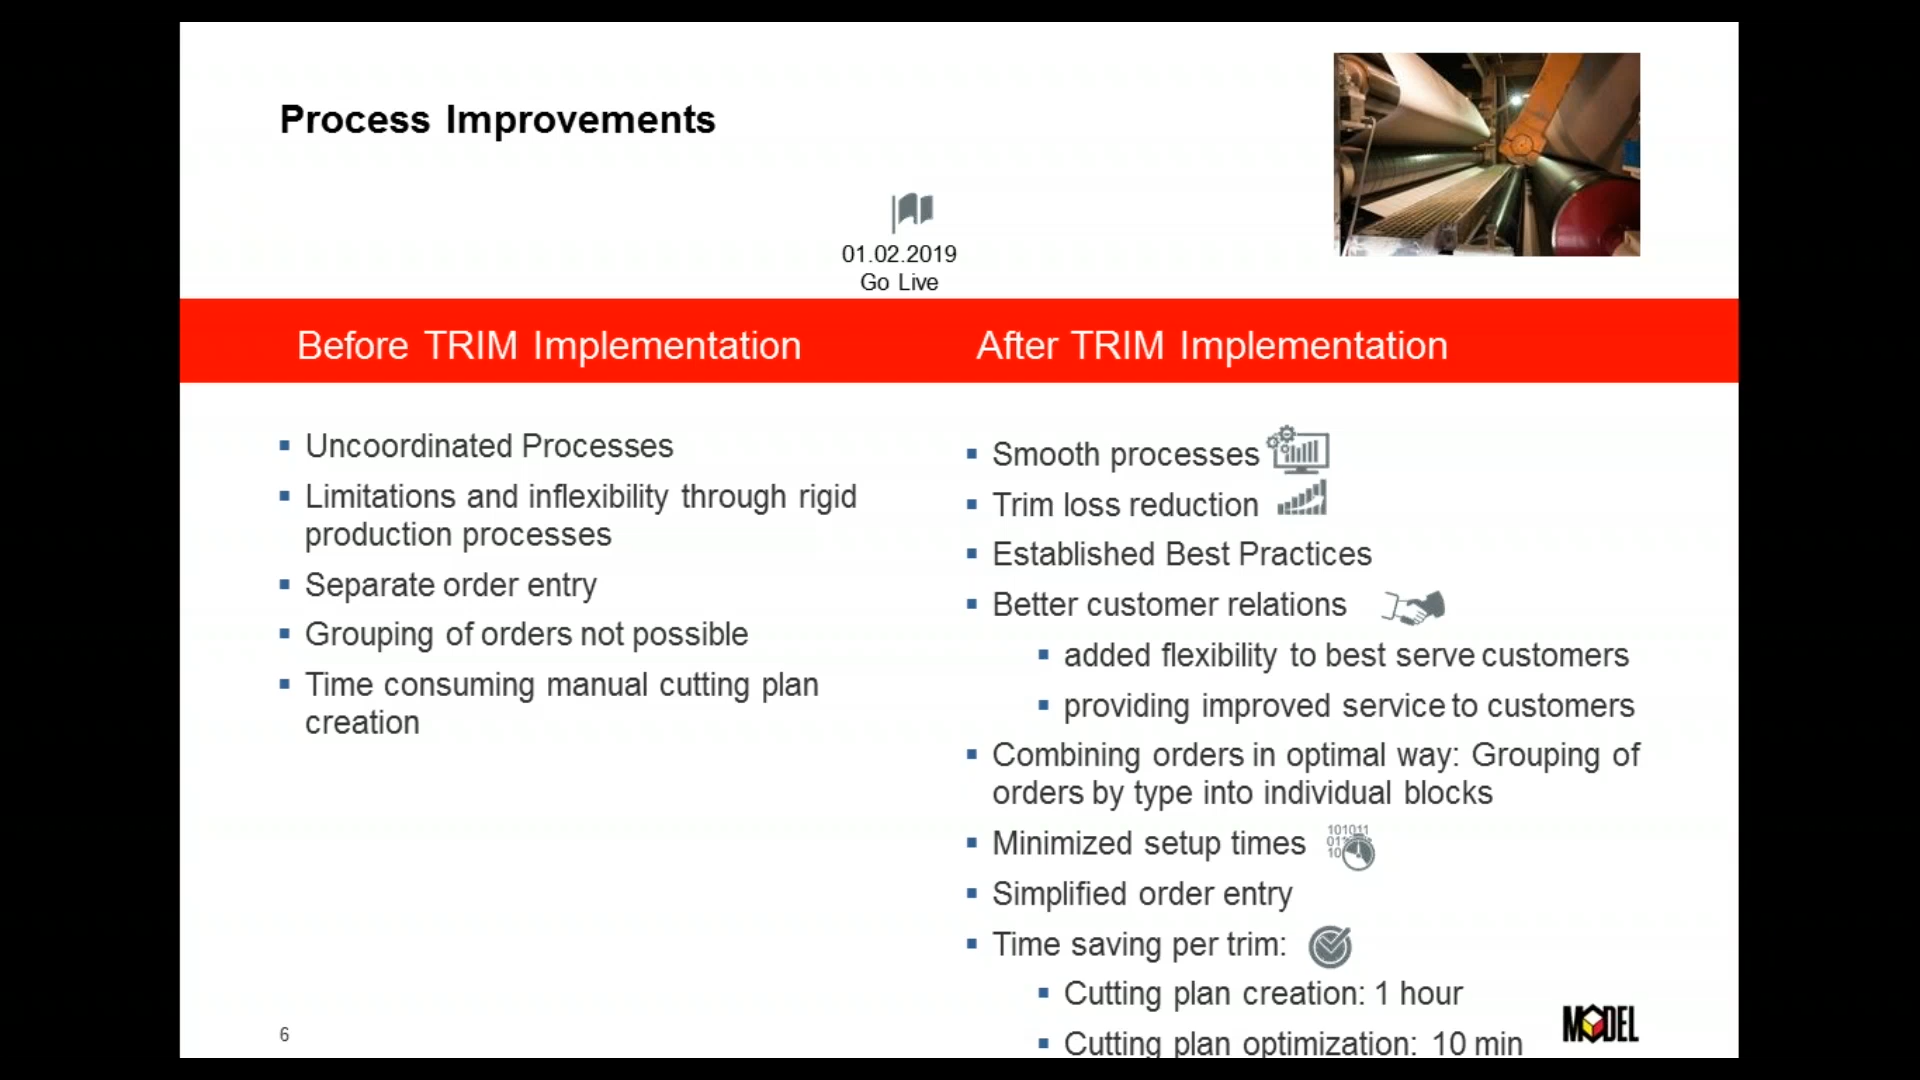 Process Improvements
01.02.2019
Go Live
Before TRIM Implementation
After TRIM Implementation
Uncoordinated Processes
Limitations and inflexibility through rigid
production processes
Separate order entry
Grouping of orders not possible
Time consuming manual cutting plan
creation
Smooth processes
Trim loss reduction
Established Best Practices
Better customer relations
added flexibility to best serve customers
providing improved service to customers
Combining orders in optimal way: Grouping of
orders by type into individual blocks
Minimized setup times
101011
01
10
Simplified order entry
Time saving per trim:
Cutting plan creation: 1 hour
Cutting plan optimization: 10 min
6
MODEL